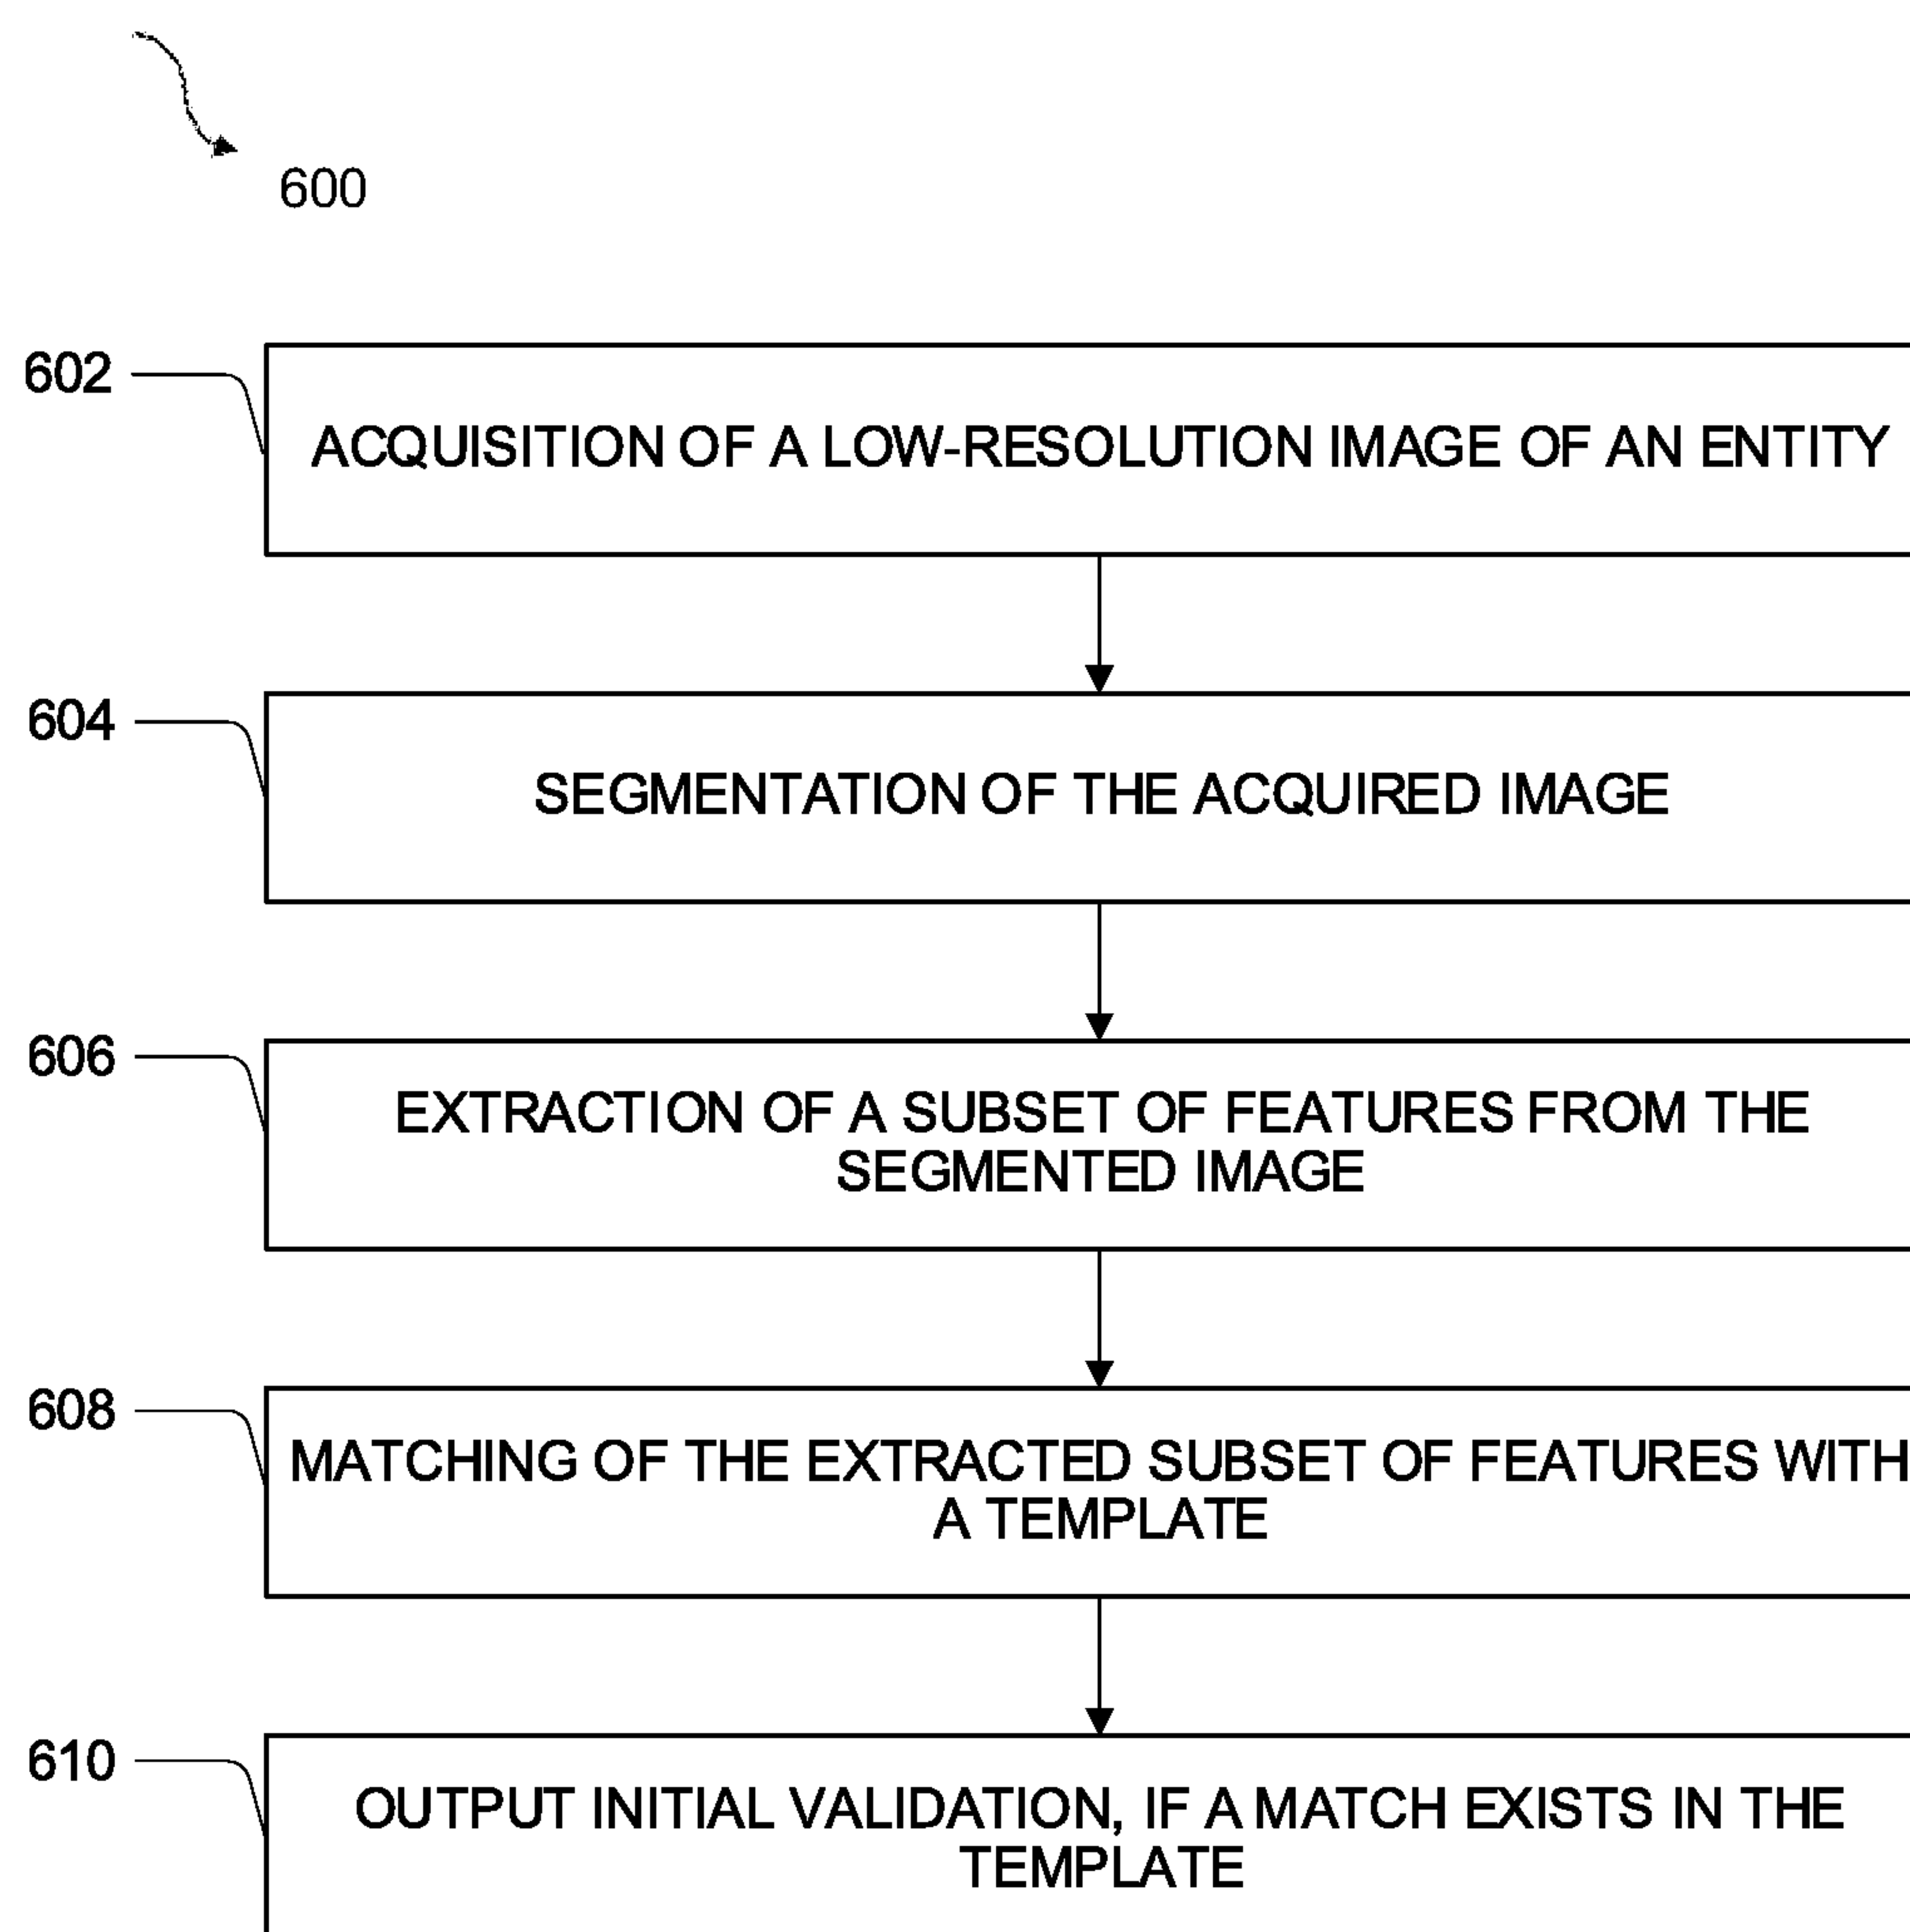 600
602
ACQUISITION OF A LOW-RESOLUTION IMAGE OF AN ENTITY
604
SEGMENTATION OF THE ACQUIRED IMAGE
606
EXTRACTION OF A SUBSET OF FEATURES FROM THE
SEGMENTED IMAGE
608
MATCHING OF THE EXTRACTED SUBSET OF FEATURES WITH
A TEMPLATE
610
OUTPUT INITIAL VALIDATION, IF A MATCH EXISTS IN THE
TEMPLATE